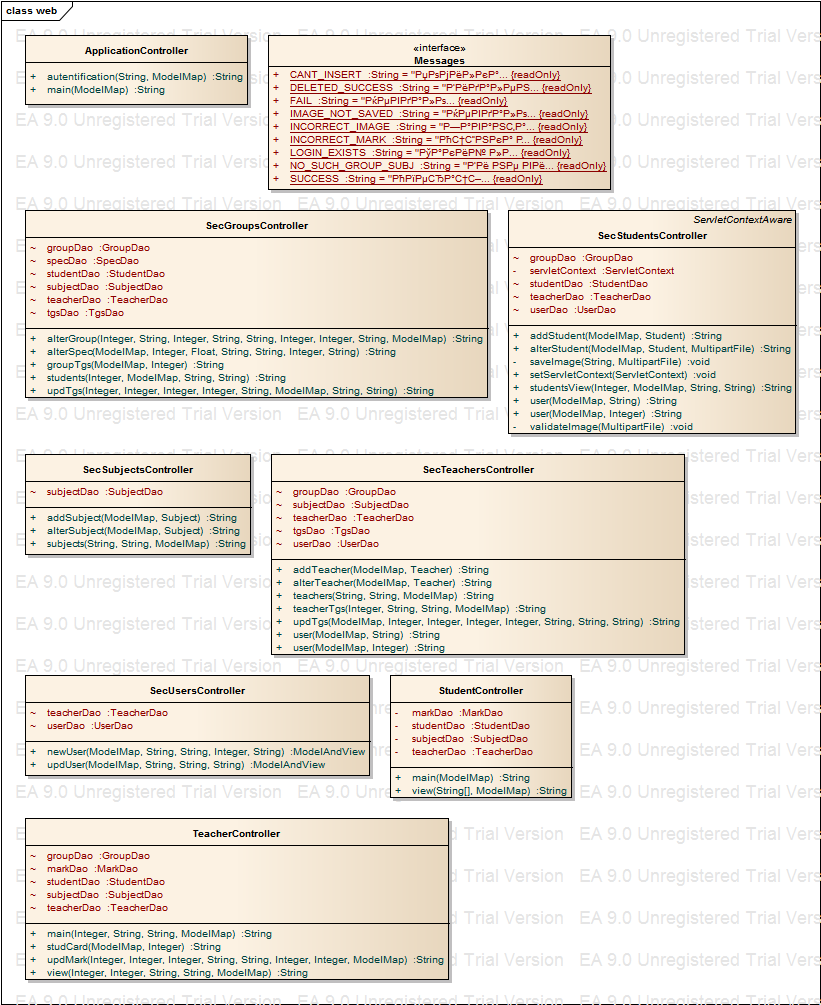 class web
ApplicationController
+ autentification(String, ModelMap) :String
+ main(ModelMap) :String
«interface»
Messages
+ CANT_INSERT :String = "РџРѕРјРёР»РєР°... {readOnly}
+ DELETED_SUCCESS :String = "Р'РёРґР°Р»РµРЅ... {readOnly}
+ FAIL :String = "РќРµРІРґР°Р»Рѕ... {readOnly}
+ IMAGE_NOT_SAVED :String = "РќРµРІРґР°Р»Рѕ... {readOnly}
+ INCORRECT_IMAGE :String = {readOnly}
+ INCORRECT_MARK :String = {readOnly}
+ LOGIN_EXISTS :String = {readOnly}
+ NO_SUCH_GROUP_SUBJ :String = {readOnly}
+ SUCCESS :String = {readOnly}
SecGroupsController
~ groupDao :GroupDao
~ specDao :SpecDao
~ studentDao :StudentDao
~ subjectDao :SubjectDao
~ teacherDao :TeacherDao
~ tgsDao :TgsDao
+ alterGroup(Integer, String, Integer, String, String, Integer, Integer, String, ModelMap) :String
+ alterSpec(ModelMap, Integer, Float, String, String, Integer, String) :String
+ groupTgs(ModelMap, Integer) :String
+ students(Integer, ModelMap, String, String) :String
+ updTgs(Integer, Integer, Integer, Integer, String, ModelMap, String, String) :String
ServletContextAware
SecStudentsController
~ groupDao :GroupDao
- servletContext :ServletContext
~ studentDao :StudentDao
~ teacherDao :TeacherDao
~ userDao :UserDao
+ addStudent(ModelMap, Student) :String
+ alterStudent(ModelMap, Student, MultipartFile) :String
- saveImage(String, MultipartFile) :void
+ setServletContext(ServletContext) :void
+ studentsView(Integer, ModelMap, String, String) :String
+ user(ModelMap, String) :String
+ user(ModelMap, Integer) :String
- validateImage(MultipartFile) :void
SecSubjectsController
~ subjectDao :SubjectDao
+ addSubject(ModelMap, Subject) :String
+ alterSubject(ModelMap, Subject) :String
+ subjects(String, String, ModelMap) :String
SecTeachersController
~ groupDao :GroupDao
~ subjectDao :SubjectDao
~ teacherDao :TeacherDao
~ tgsDao :TgsDao
~ userDao :UserDao
+ addTeacher(ModelMap, Teacher) :String
+ alterTeacher(ModelMap, Teacher) :String
+ teachers(String, String, ModelMap) :String
+ teacherTgs(Integer, String, String, ModelMap) :String
+ updTgs(ModelMap, Integer, Integer, Integer, Integer, String, String, String) :String
+ user(ModelMap, String) :String
+ user(ModelMap, Integer) :String
SecUsersController
~ teacherDao :TeacherDao
~ userDao :UserDao
+ newUser(ModelMap, String, String, Integer, String) :ModelAndView
+ updUser(ModelMap, String, String, String) :ModelAndView
StudentController
- markDao :MarkDao
- studentDao :StudentDao
- subjectDao :SubjectDao
- teacherDao :TeacherDao
+ main(ModelMap) :String
+ view(String[], ModelMap) :String
TeacherController
~ groupDao :GroupDao
~ markDao :MarkDao
~ studentDao :StudentDao
~ subjectDao :SubjectDao
~ teacherDao :TeacherDao
+ main(Integer, String, String, ModelMap) :String
+ studCard(ModelMap, Integer) :String
+ updMark(Integer, Integer, Integer, String, String, Integer, Integer, ModelMap) :String
+ view(Integer, Integer, String, String, ModelMap) :String
EA 9.0 Unregistered Trial Version